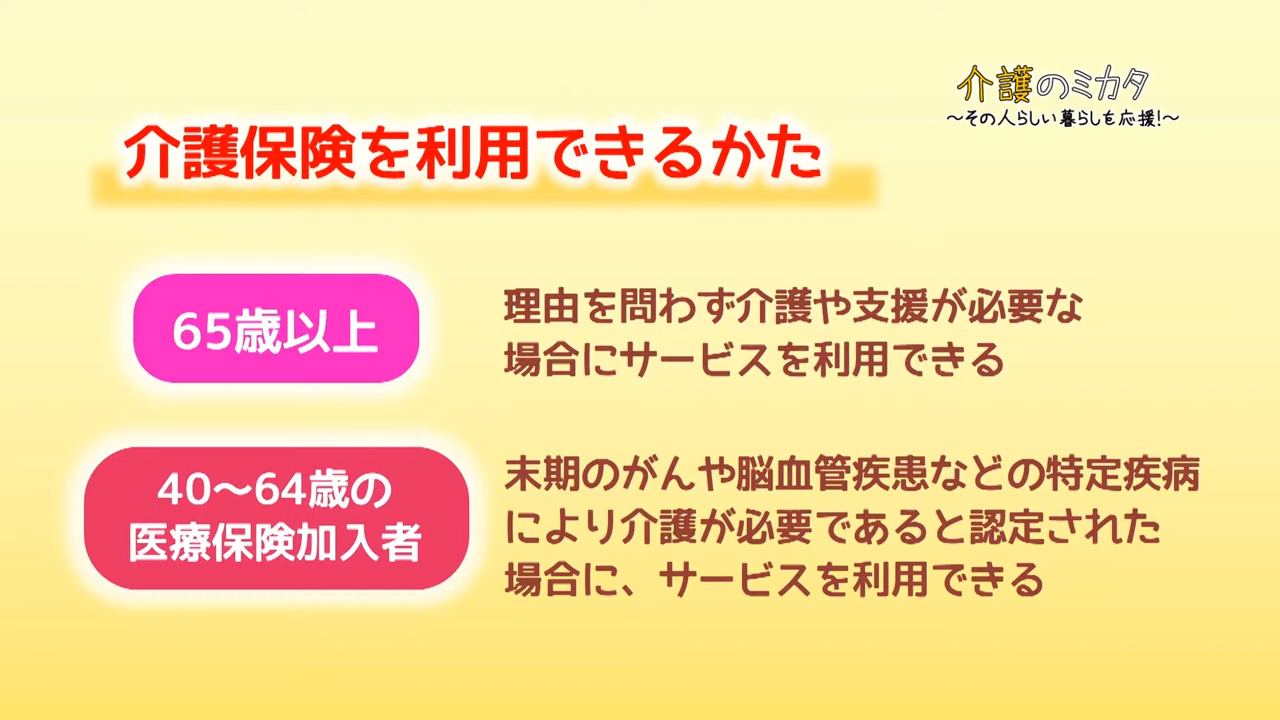 介護のミカタ
～その人らしい暮らしを応援!～
介護保険を利用できるかた
65歳以上
理由を問わず介護や支援が必要な
場合にサービスを利用できる
40～64歳の
医療保険加入者
末期のがんや脳血管疾患などの特定疾病
により介護が必要であると認定された
場合に、サービスを利用できる